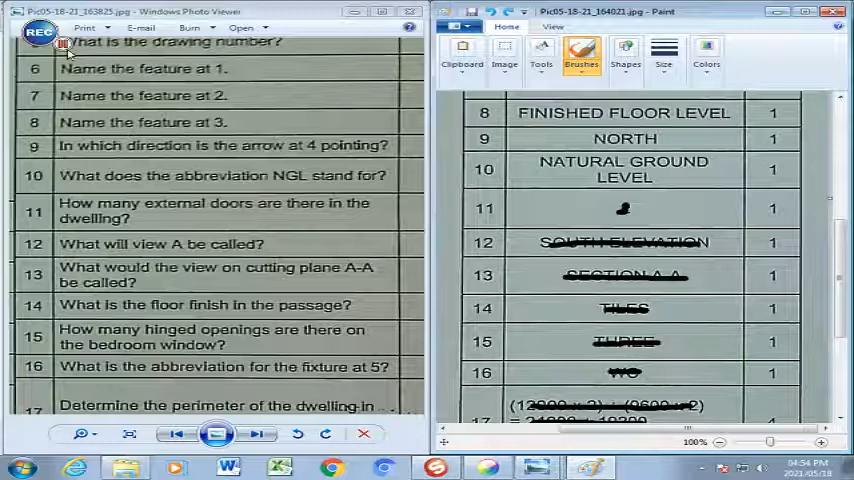 Pic05-18-21_163825.jpg - Windows Photo Viewer
REC
Print
E-mail
Burn
Open
What is the drawing number?
6 Name the feature at 1.
7 Name the feature at 2.
8 Name the feature at 3.
9 In which direction is the arrow at 4 pointing?
10 What does the abbreviation NGL stand for?
11 How many external doors are there in the
dwelling?
12 What will view A be called?
13 What would the view on cutting plane A-A
be called?
14 What is the floor finish in the passage?
15 How many hinged openings are there on
the bedroom window?
16 What is the abbreviation for the fixture at 5?
17 Determine the perimeter of the dwelling in
Pic05-18-21_164021.jpg - Paint
Home
View
Clipboard
Image
Tools
Brushes
Shapes
Size
Colors
8 FINISHED FLOOR LEVEL 1
9 NORTH 1
10 NATURAL GROUND
LEVEL 1
11 1
12 SOUTH ELEVATION 1
13 SECTION A-A 1
14 TILES 1
15 THREE 1
16 WC 1
17
100%
04:54 PM
2021/05/18